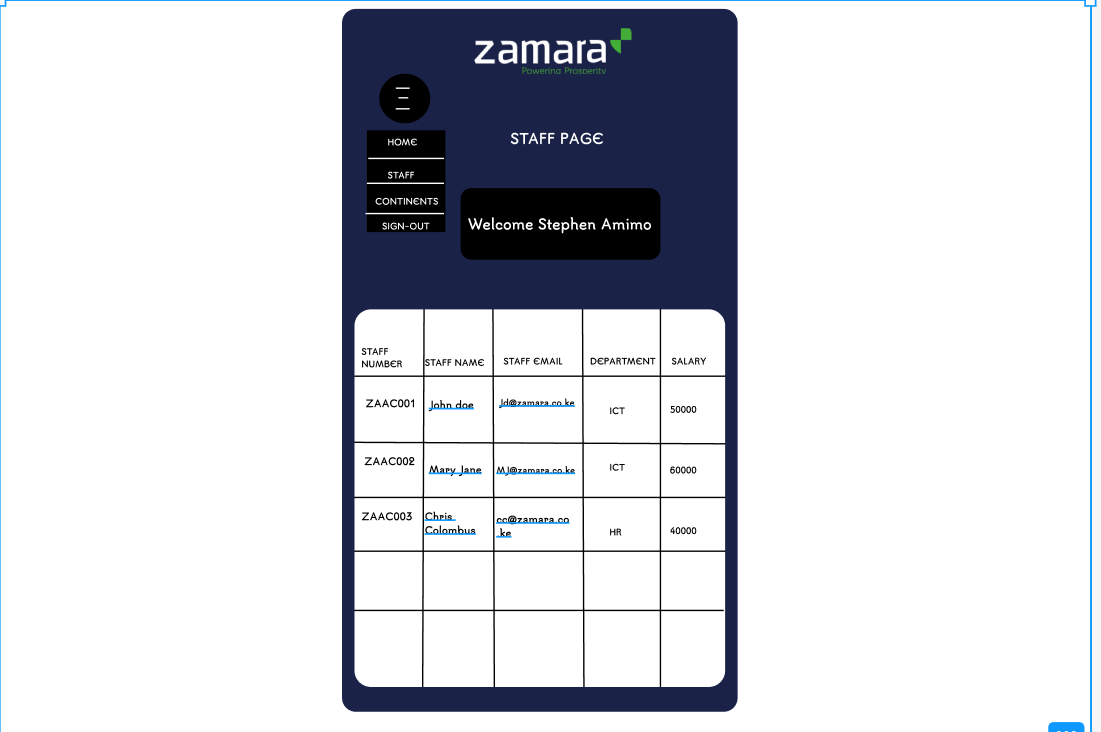 zamara
Powering Prosperity
HOME
STAFF PAGE
STAFF
CONTINENTS
SIGN-OUT
Welcome Stephen Amimo
STAFF
NUMBER
STAFF NAME
STAFF EMAIL
DEPARTMENT
SALARY
ZAAC001
John doe
Jd@zamara.co.ke
ICT
50000
ZAAC002
Mary Jane
MJ@zamara.co.ke
ICT
60000
ZAAC003
Chris
Colombus
cc@zamara.co
.ke
HR
40000